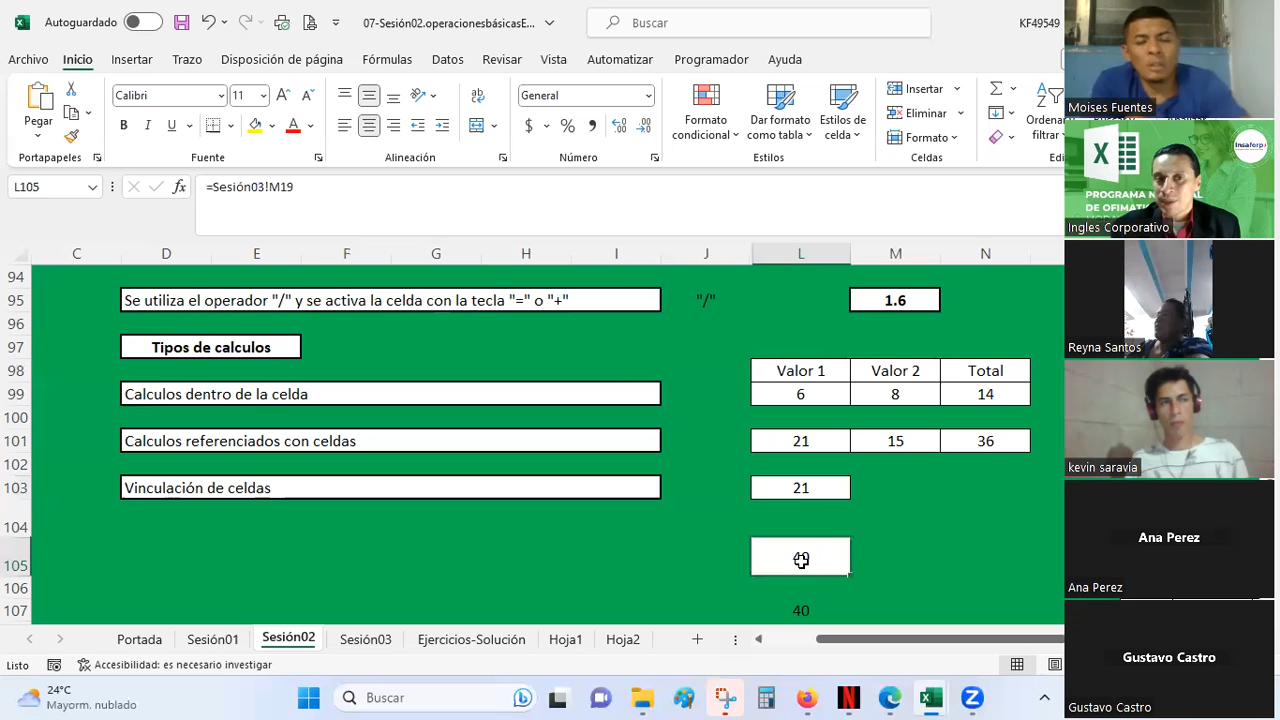 Autoguardado
07-Sesión02.operacionesbásicasE...
Buscar
KF49549
Archivo Inicio Insertar Trazo Disposición de página Fórmulas Datos Revisar Vista Automatizar Programador Ayuda
Pegar
Calibri
11
N K S
General
Formato condicional
Dar formato como tabla
Estilos de celda
Insertar
Eliminar
Formato
Ordenar
filtrar
Portapapeles
Fuente
Alineación
Número
Estilos
Celdas
L105
=Sesión03!M19
C D E F G H I J L M N
94
95 Se utiliza el operador "/" y se activa la celda con la tecla "=" o "+" "/" 1.6
96
97 Tipos de calculos
98 Valor 1 Valor 2 Total
99 Calculos dentro de la celda 6 8 14
100
101 Calculos referenciados con celdas 21 15 36
102
103 Vinculación de celdas 21
104
105 40
106
107 40
Portada Sesión01 Sesión02 Sesión03 Ejercicios-Solución Hoja1 Hoja2
Listo
Accesibilidad: es necesario investigar
24°C
Mayorm. nublado
Buscar
Moises Fuentes
Insaforp
PROGRAMA
DE OFIMATI
Ingles Corporativo
Reyna Santos
kevin saravia
Ana Perez
Ana Perez
Gustavo Castro
Gustavo Castro